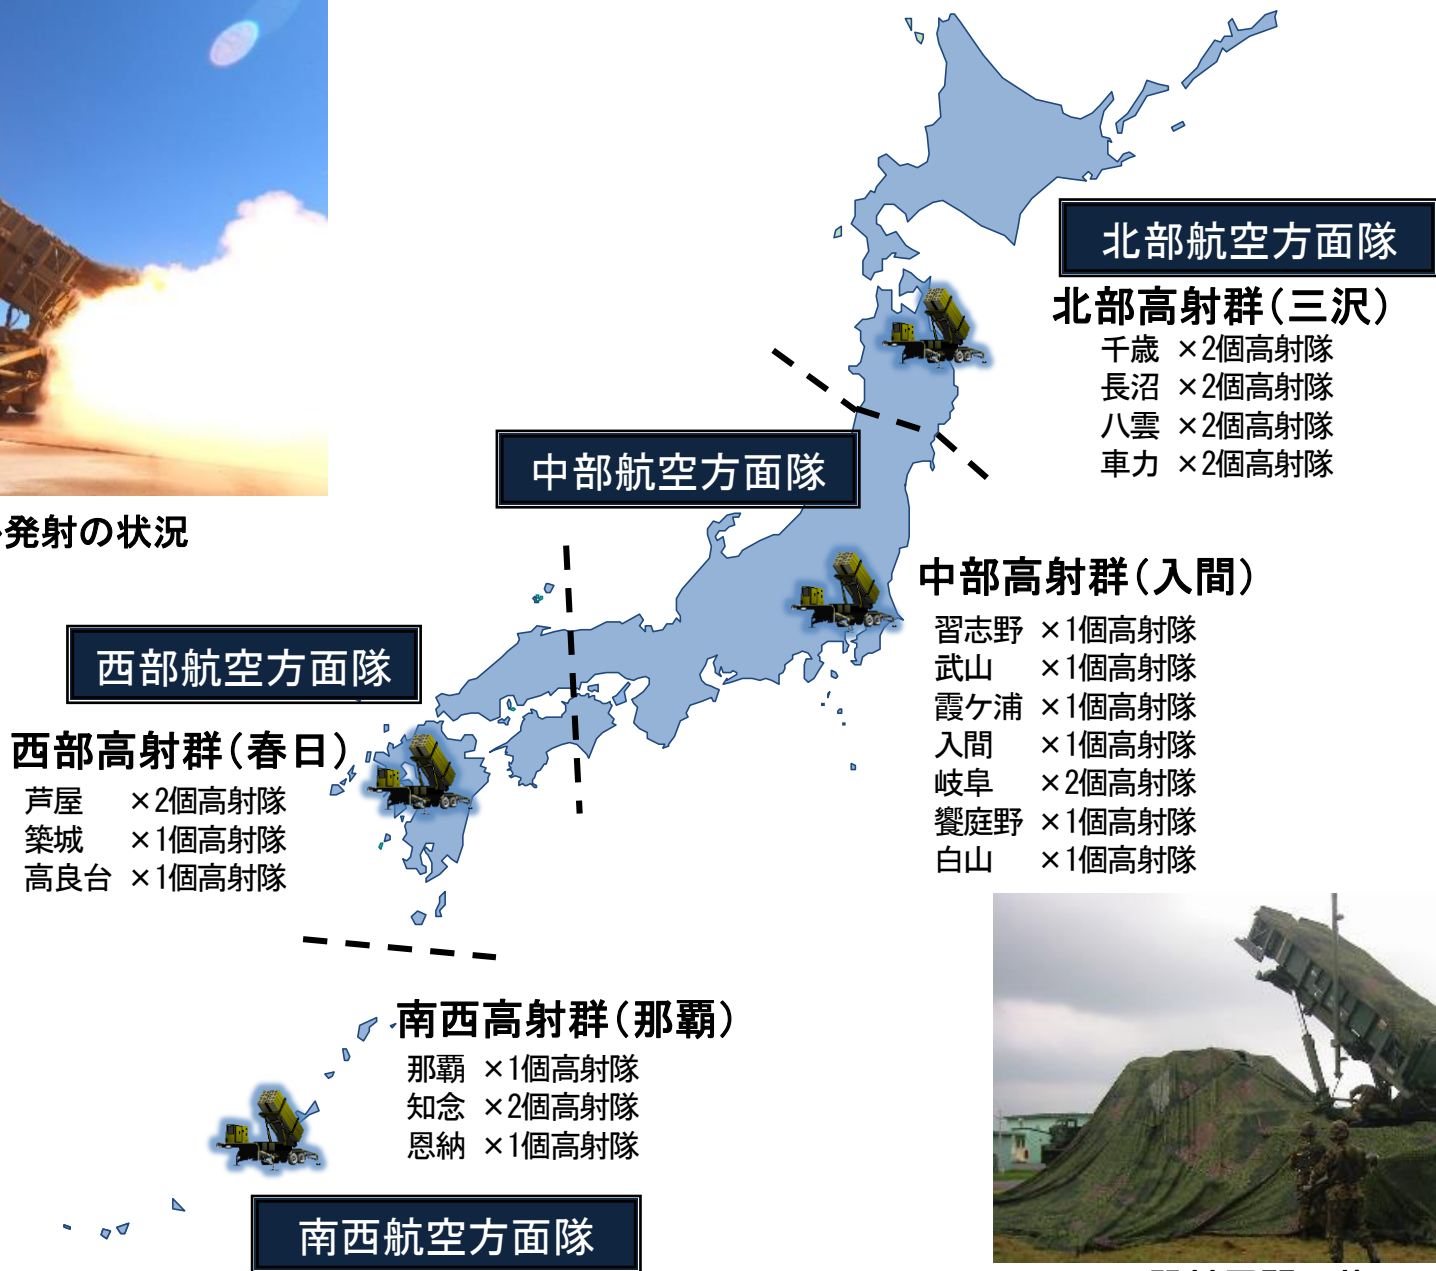 北部航空方面隊
北部高射群(三沢)
千歳 ×2個高射隊
長沼 ×2個高射隊
八雲 ×2個高射隊
車力 ×2個高射隊
中部航空方面隊
発射の状況
中部高射群(入間)
習志野 ×1個高射隊
武山 ×1個高射隊
霞ケ浦 ×1個高射隊
入間 ×1個高射隊
岐阜 ×2個高射隊
饗庭野 ×1個高射隊
白山 ×1個高射隊
西部航空方面隊
西部高射群(春日)
芦屋 ×2個高射隊
築城 ×1個高射隊
高良台 ×1個高射隊
南西高射群(那覇)
那覇 ×1個高射隊
知念 ×2個高射隊
恩納 ×1個高射隊
南西航空方面隊